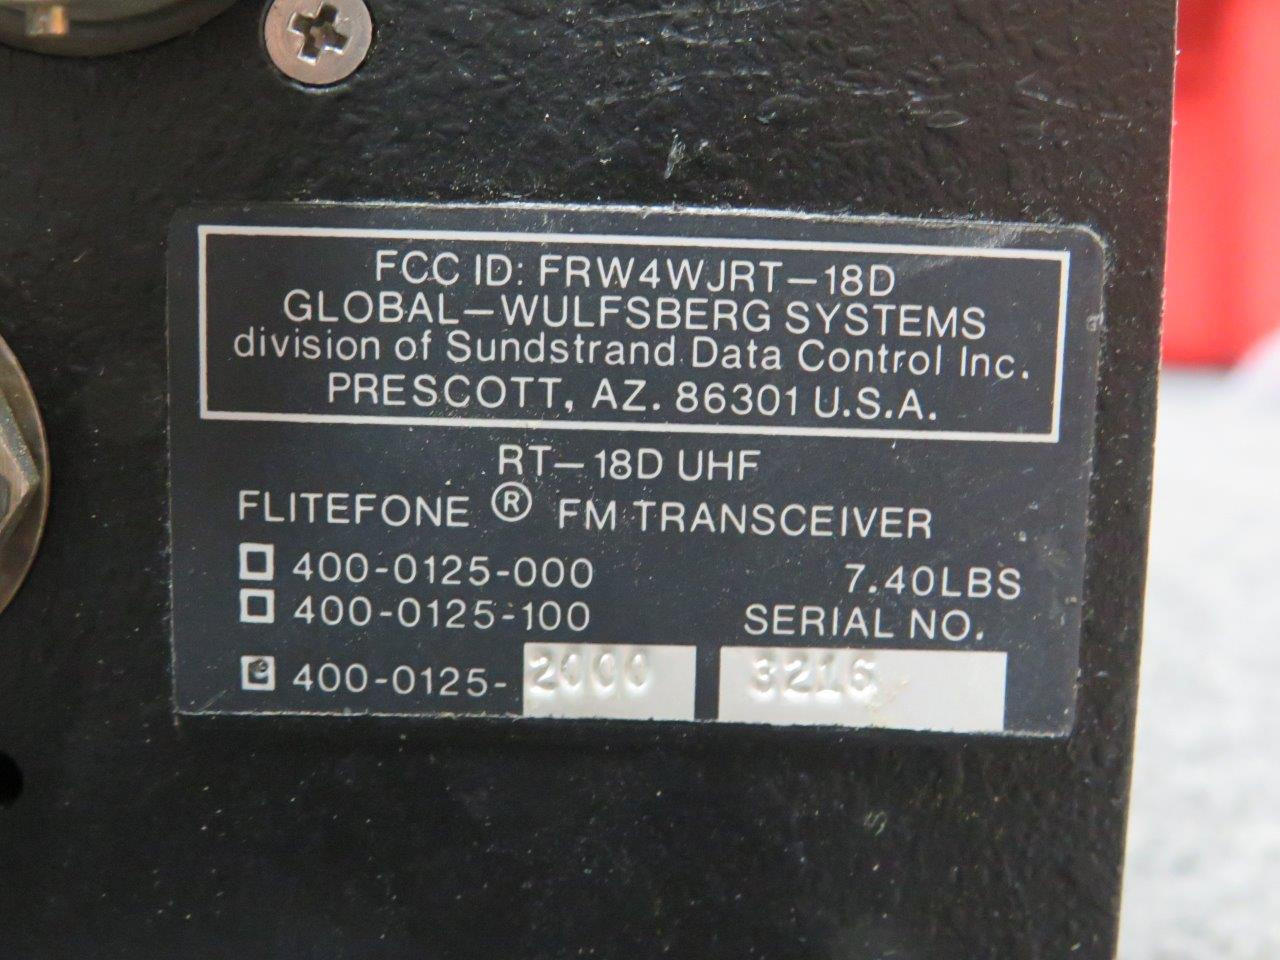 FCC ID: FRW4WJRT-18D
GLOBAL-WULFSBERG SYSTEMS
division of Sundstrand Data Control Inc.
PRESCOTT, AZ. 86301 U.S.A.
RT-18D UHF
FLITEFONE ® FM TRANSCEIVER
400-0125-000 7.40LBS
400-0125-100 SERIAL NO.
400-0125- 2000 3216